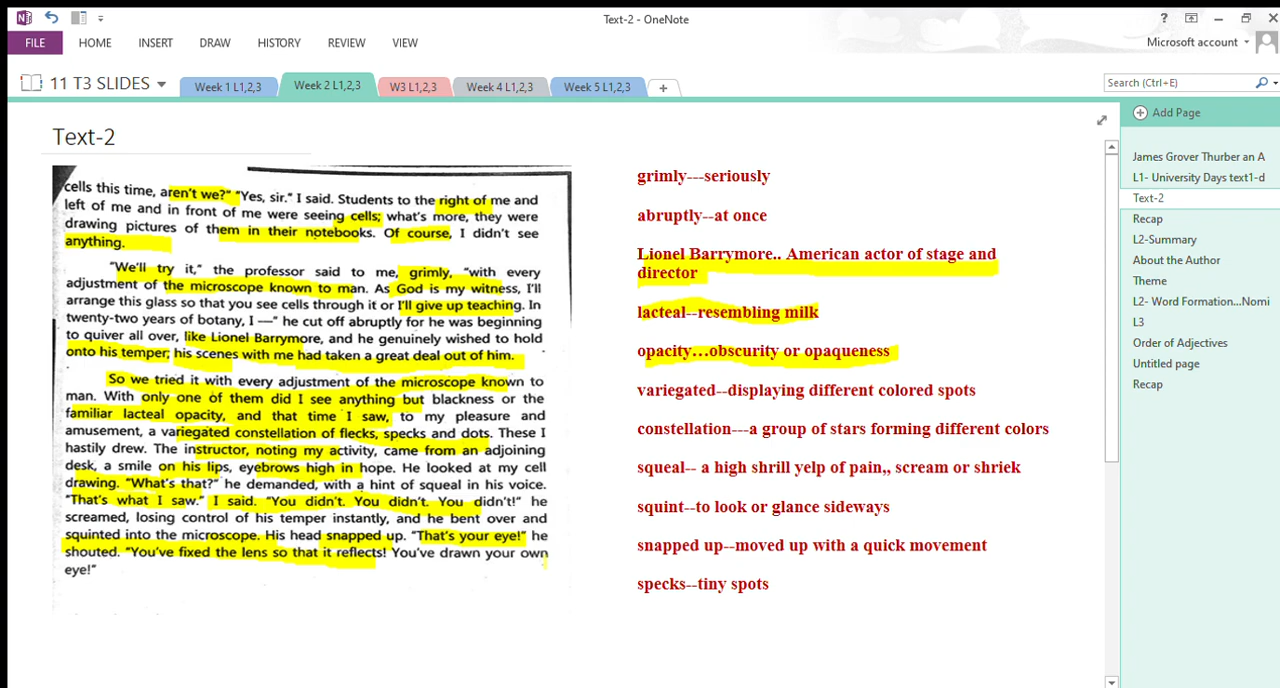 Text-2 - OneNote
?
FILE HOME INSERT DRAW HISTORY REVIEW VIEW
Microsoft account
11 T3 SLIDES
Week 1 L1,2,3
Week 2 L1,2,3
W3 L1,2,3
Week 4 L1,2,3
Week 5 L1,2,3
+
Search (Ctrl+E)
Text-2
cells this time, aren't we?" "Yes, sir." I said. Students to the right of me and
left of me and in front of me were seeing cells; what's more, they were
drawing pictures of them in their notebooks. Of course, I didn't see
anything.
"We'll try it," the professor said to me, grimly, "with every
adjustment of the microscope known to man. As God is my witness, I'll
arrange this glass so that you see cells through it or I'll give up teaching. In
twenty-two years of botany, I —" he cut off abruptly for he was beginning
to quiver all over, like Lionel Barrymore, and he genuinely wished to hold
onto his temper; his scenes with me had taken a great deal out of him.
So we tried it with every adjustment of the microscope known to
man. With only one of them did I see anything but blackness or the
familiar lacteal opacity, and that time I saw, to my pleasure and
amusement, a variegated constellation of flecks, specks and dots. These I
hastily drew. The instructor, noting my activity, came from an adjoining
desk, a smile on his lips, eyebrows high in hope. He looked at my cell
drawing. "What's that?" he demanded, with a hint of squeal in his voice.
"That's what I saw." I said. "You didn't. You didn't. You didn't!" he
screamed, losing control of his temper instantly, and he bent over and
squinted into the microscope. His head snapped up. "That's your eye!" he
shouted. "You've fixed the lens so that it reflects! You've drawn your own
eye!"
grimly---seriously
abruptly--at once
Lionel Barrymore.. American actor of stage and
director
lacteal--resembling milk
opacity…obscurity or opaqueness
variegated--displaying different colored spots
constellation---a group of stars forming different colors
squeal-- a high shrill yelp of pain,, scream or shriek
squint--to look or glance sideways
snapped up--moved up with a quick movement
specks--tiny spots
Add Page
James Grover Thurber an A
L1- University Days text1-d
Text-2
Recap
L2-Summary
About the Author
Theme
L2- Word Formation...Nomi
L3
Order of Adjectives
Untitled page
Recap